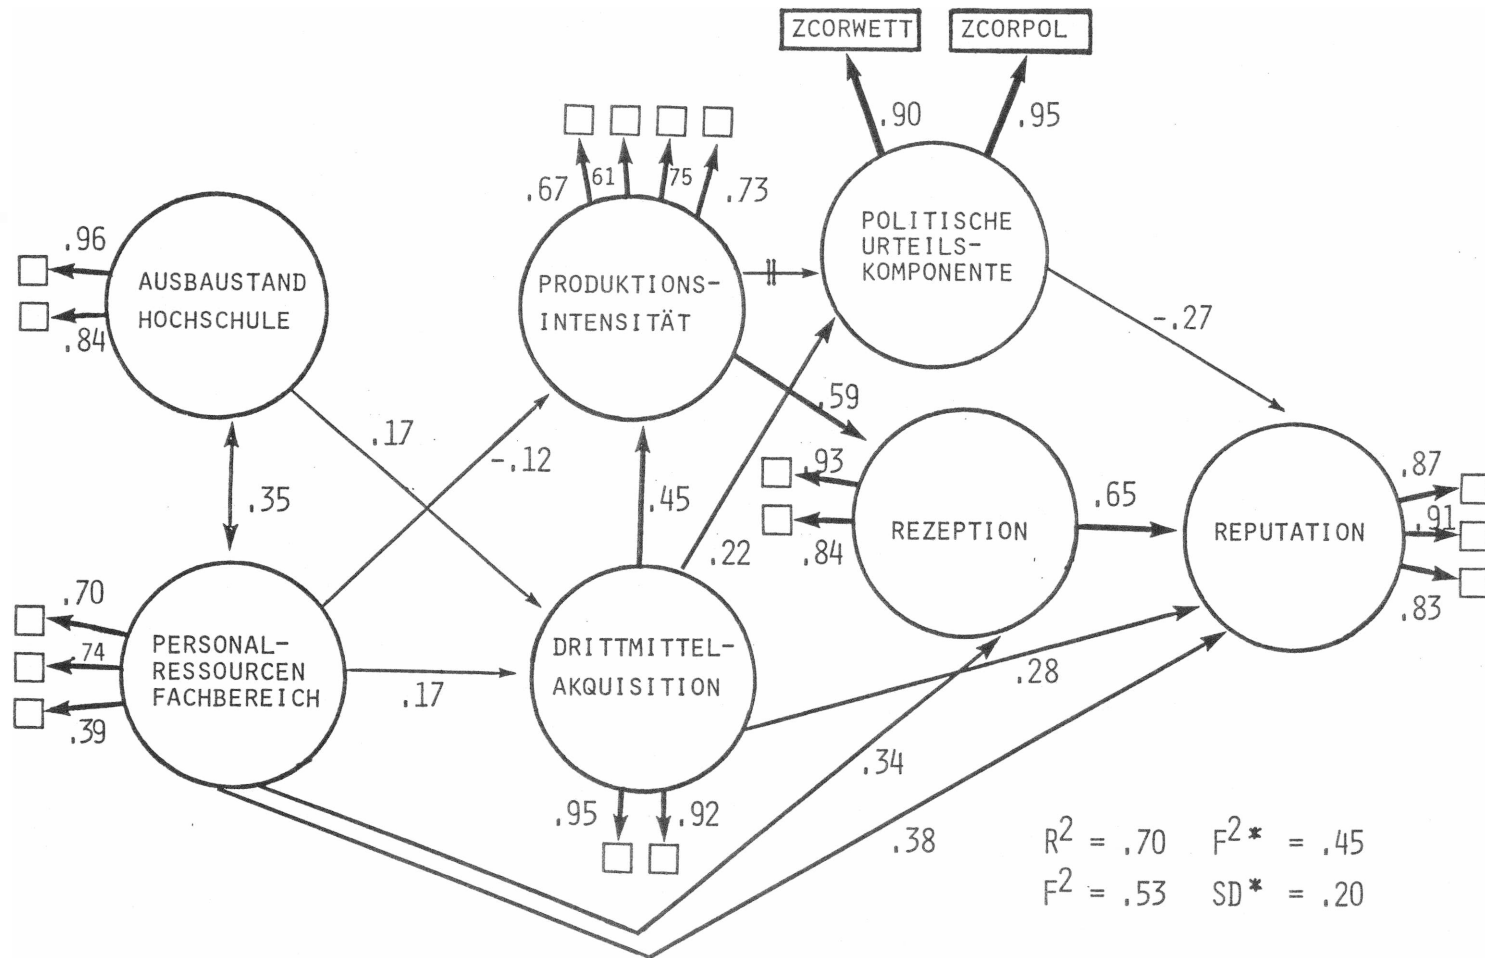 ZCORWETT
ZCORPOL
.90
.95
.67
61
75
.73
POLITISCHE
URTEILS-
KOMPONENTE
.96
.84
AUSBAUSTAND
HOCHSCHULE
PRODUKTIONS-
INTENSITÄT
-.27
.17
-.12
.59
.35
.45
.22
.93
.84
REZEPTION
.65
REPUTATION
.87
.91
.83
.70
.74
.39
PERSONAL-
RESSOURCEN
FACHBEREICH
.17
DRITTMITTEL-
AKQUISITION
.28
.34
.38
.95
.92
R2 = .70 F2* = .45
F2 = .53 SD* = .20